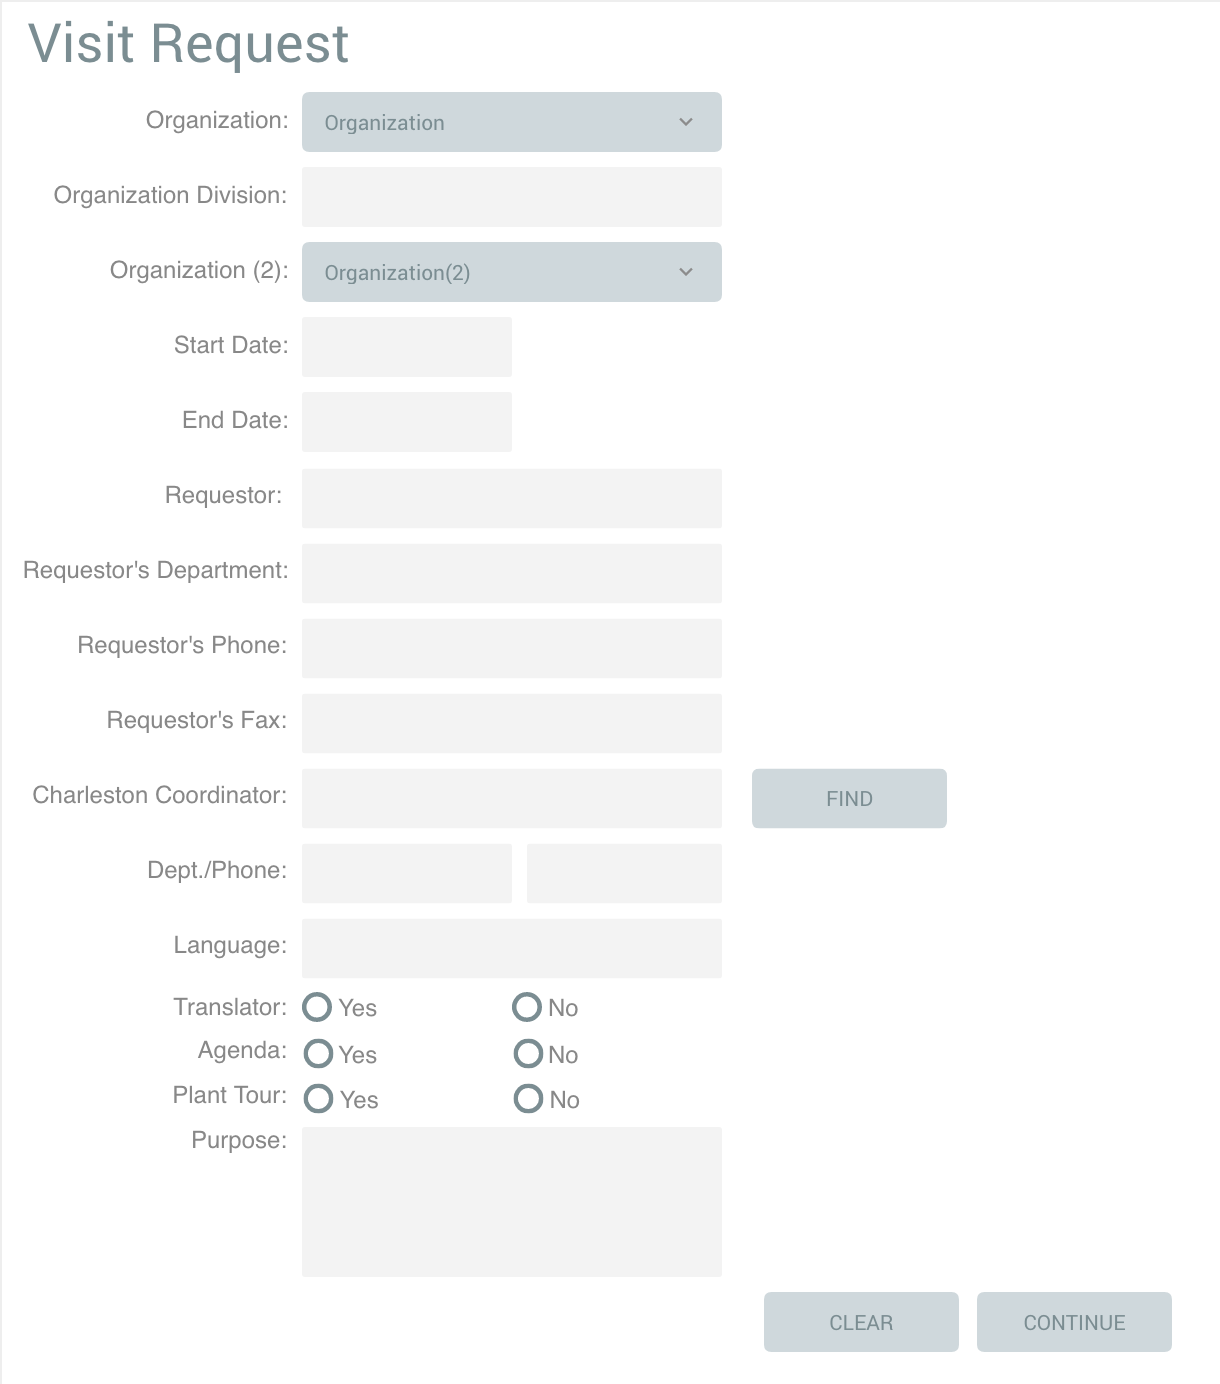 Visit Request
Organization: Organization
Organization Division:
Organization (2): Organization(2)
Start Date:
End Date:
Requestor:
Requestor's Department:
Requestor's Phone:
Requestor's Fax:
Charleston Coordinator: FIND
Dept./Phone:
Language:
Translator: Yes No
Agenda: Yes No
Plant Tour: Yes No
Purpose:
CLEAR CONTINUE